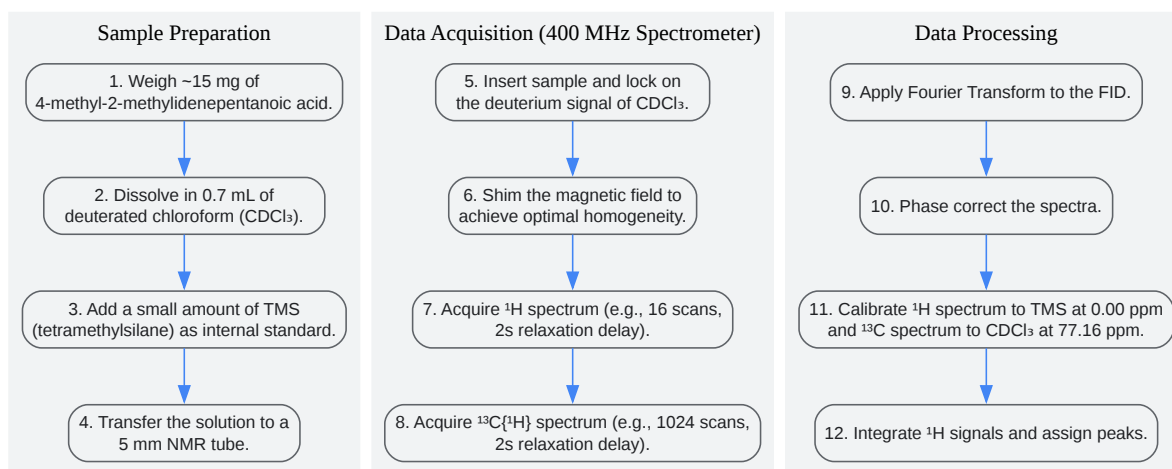 Sample Preparation
1. Weigh ~15 mg of
4-methyl-2-methylidenepentanoic acid.
2. Dissolve in 0.7 mL of
deuterated chloroform (CDCl₃).
3. Add a small amount of TMS
(tetramethylsilane) as internal standard.
4. Transfer the solution to a
5 mm NMR tube.
Data Acquisition (400 MHz Spectrometer)
5. Insert sample and lock on
the deuterium signal of CDCl₃.
6. Shim the magnetic field to
achieve optimal homogeneity.
7. Acquire ¹H spectrum (e.g., 16 scans,
2s relaxation delay).
8. Acquire ¹³C{¹H} spectrum (e.g., 1024 scans,
2s relaxation delay).
Data Processing
9. Apply Fourier Transform to the FID.
10. Phase correct the spectra.
11. Calibrate ¹H spectrum to TMS at 0.00 ppm
and ¹³C spectrum to CDCl₃ at 77.16 ppm.
12. Integrate ¹H signals and assign peaks.